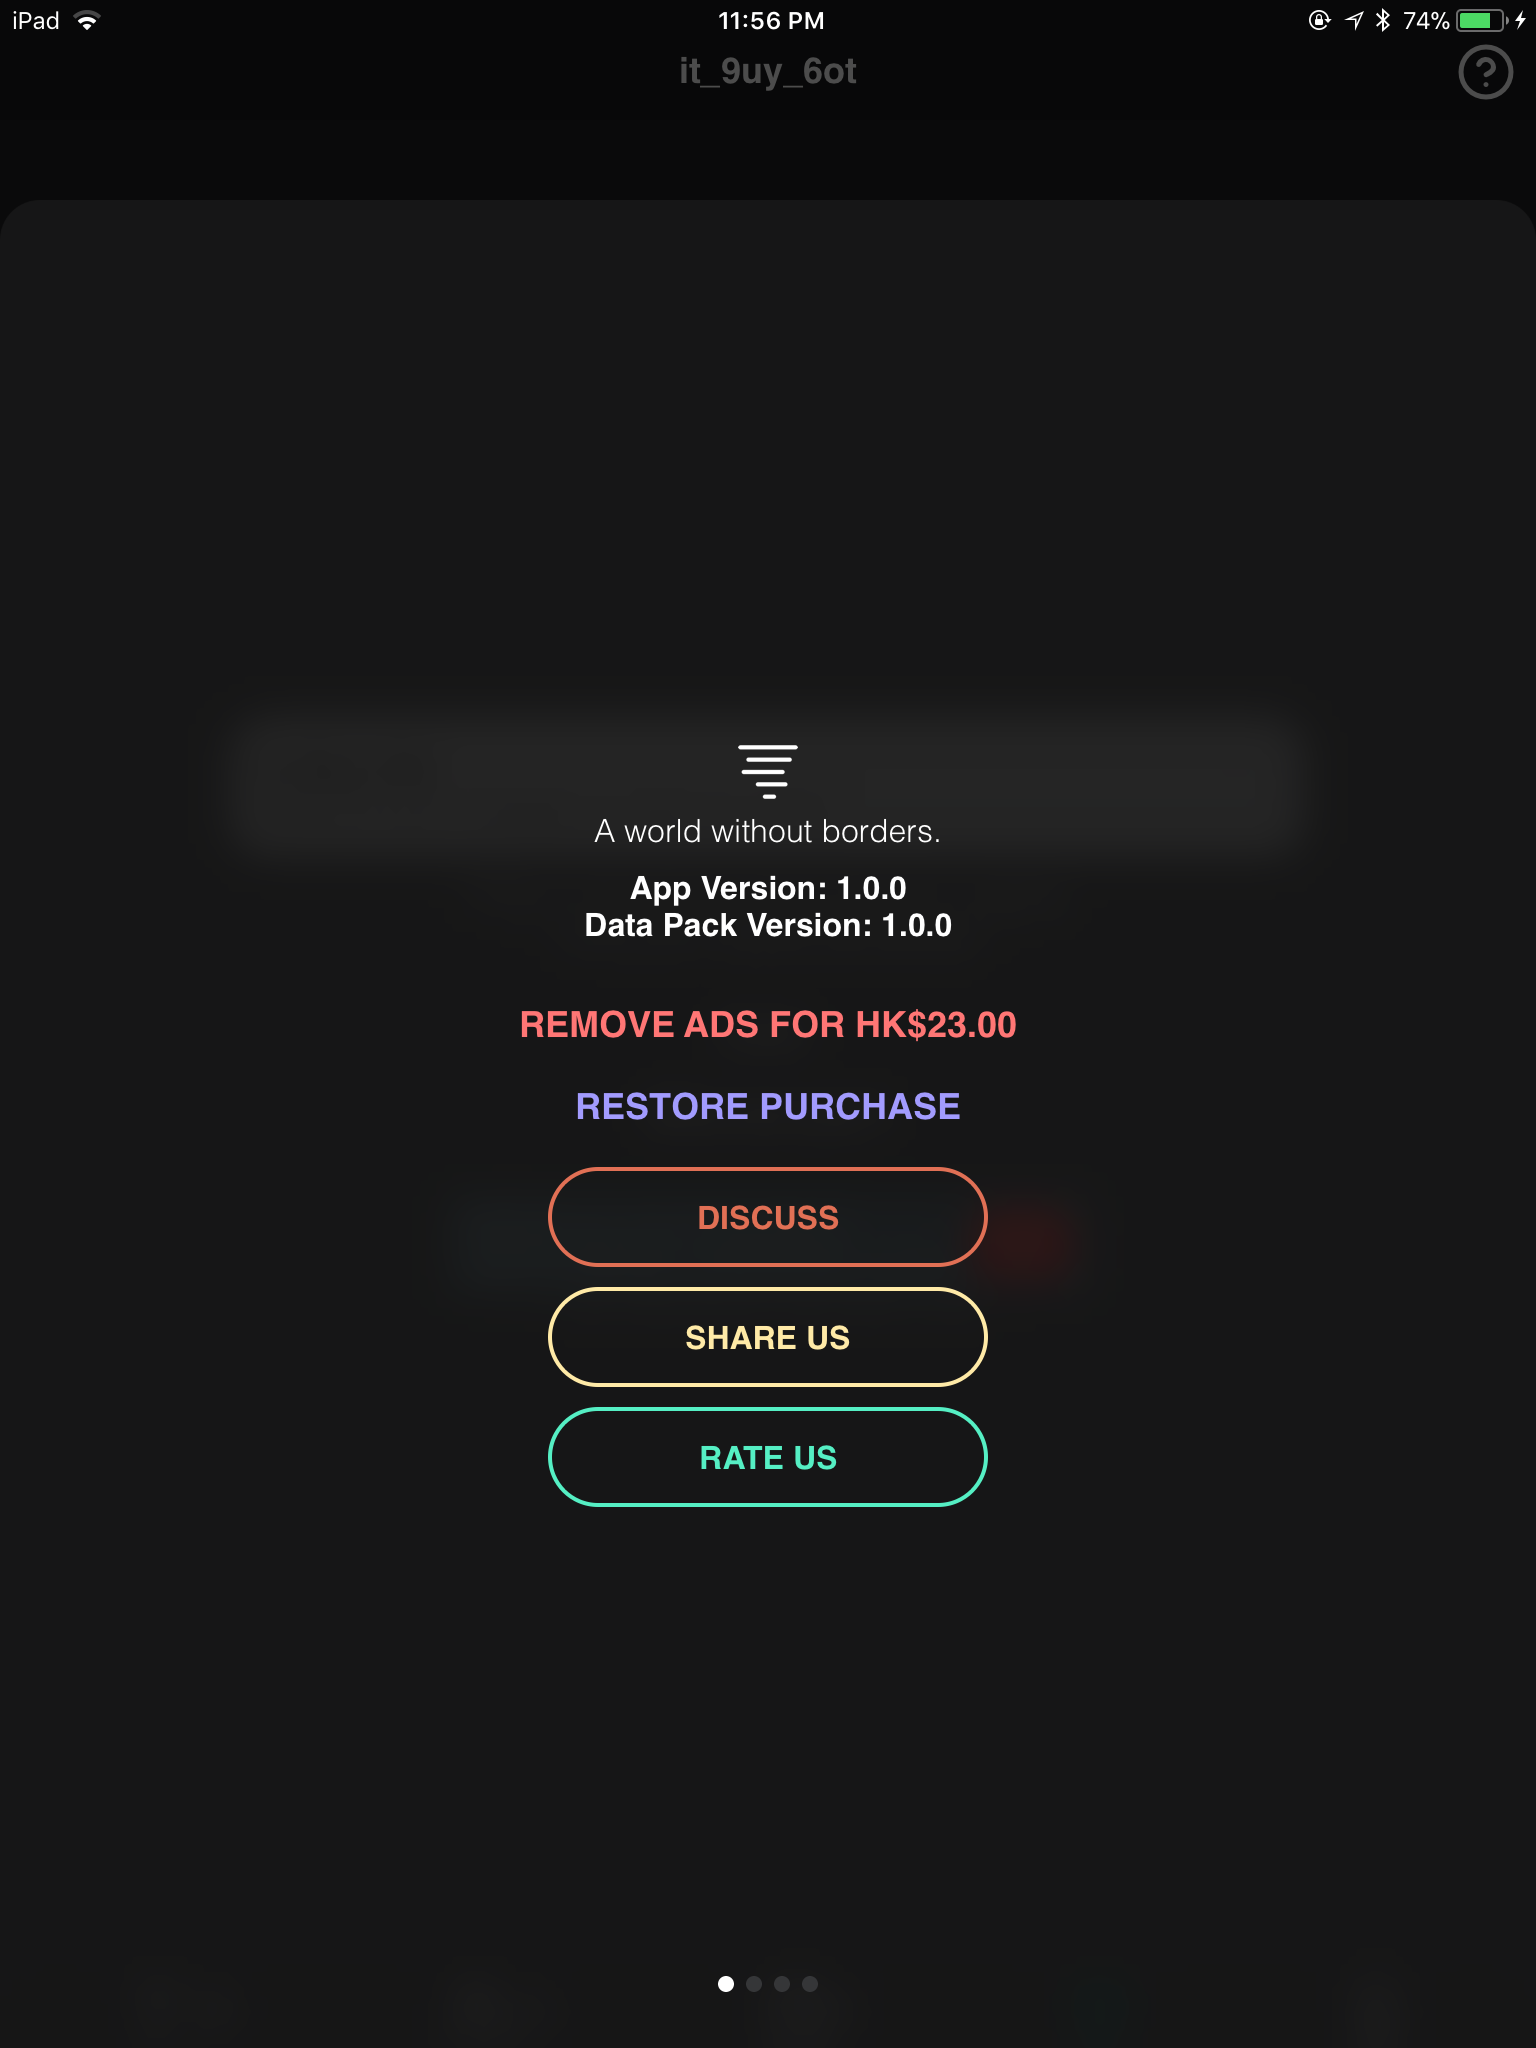 iPad 11:56 PM 74%
it_9uy_6ot
A world without borders.
App Version: 1.0.0
Data Pack Version: 1.0.0
REMOVE ADS FOR HK$23.00
RESTORE PURCHASE
DISCUSS
SHARE US
RATE US